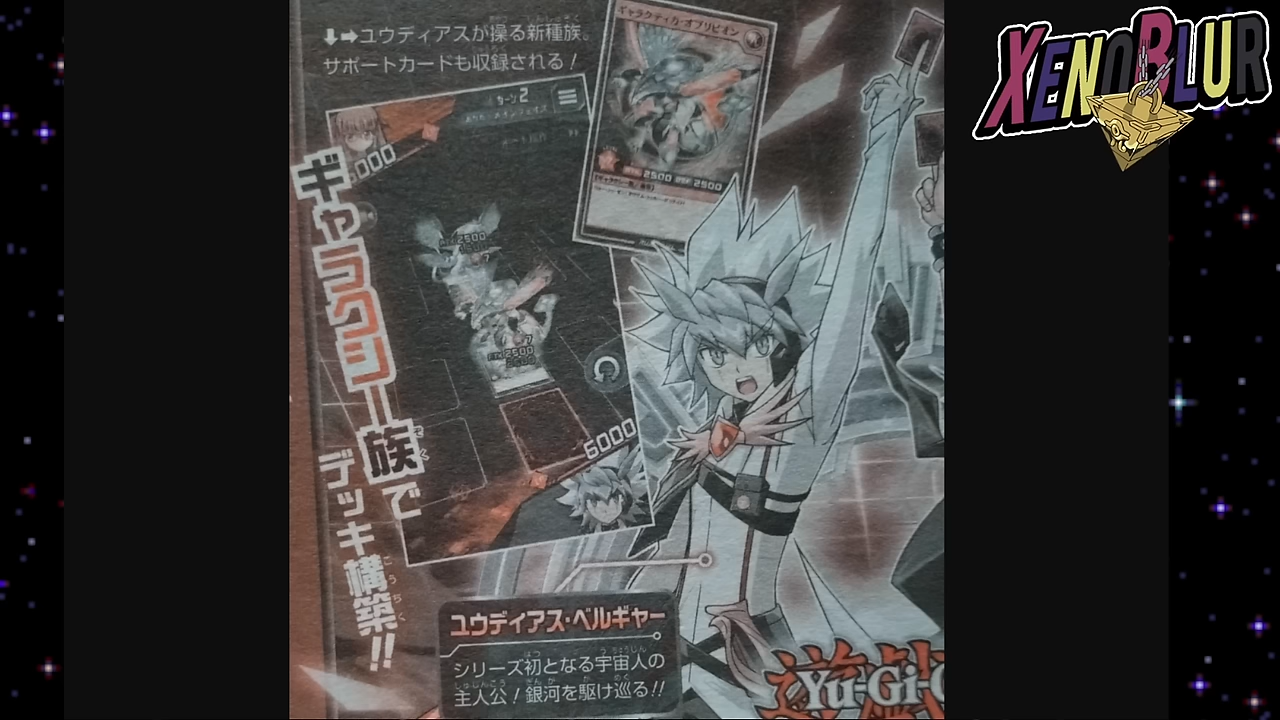 XENOBLUR
⬇➡ユウディアスが操る新種族。
サポートカードも収録される!
ギャラクティカ・オブリビオン
2500 2500
ターン2
000
2500
7
2500
6000
ギャラクシー族で
デッキ構築!!
ユウディアス・ベルギャー
シリーズ初となる宇宙人の
主人公!銀河を駆け巡る!!
遊戯
Yu-Gi-O